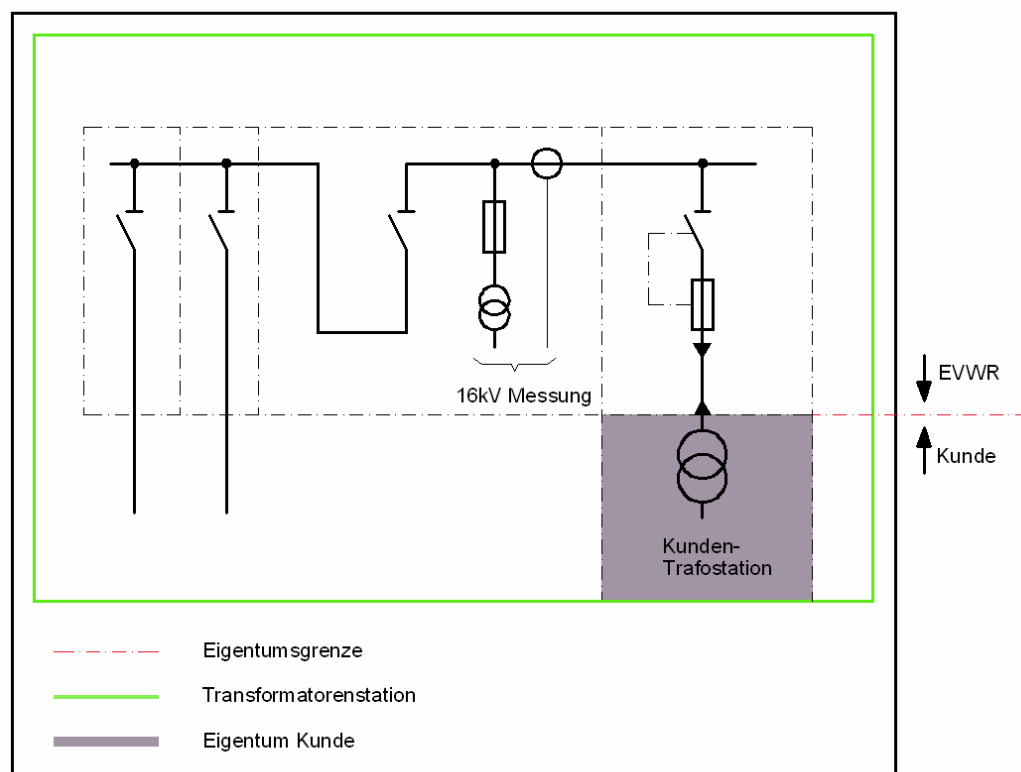 16kV Messung
EVWR
Kunde
Kunden-
Trafostation
Eigentumsgrenze
Transformatorenstation
Eigentum Kunde